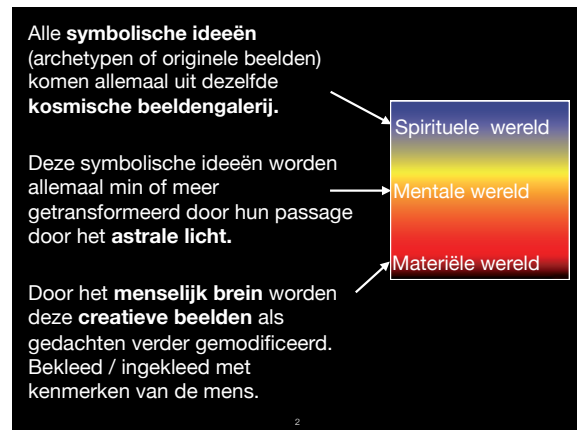 Alle symbolische ideeën
(archetypen of originele beelden)
komen allemaal uit dezelfde
kosmische beeldengalerij.
Spirituele wereld
Deze symbolische ideeën worden
allemaal min of meer
getransformeerd door hun passage
door het astrale licht.
Mentale wereld
Materiële wereld
Door het menselijk brein worden
deze creatieve beelden als
gedachten verder gemodificeerd.
Bekleed / ingekleed met
kenmerken van de mens.
2